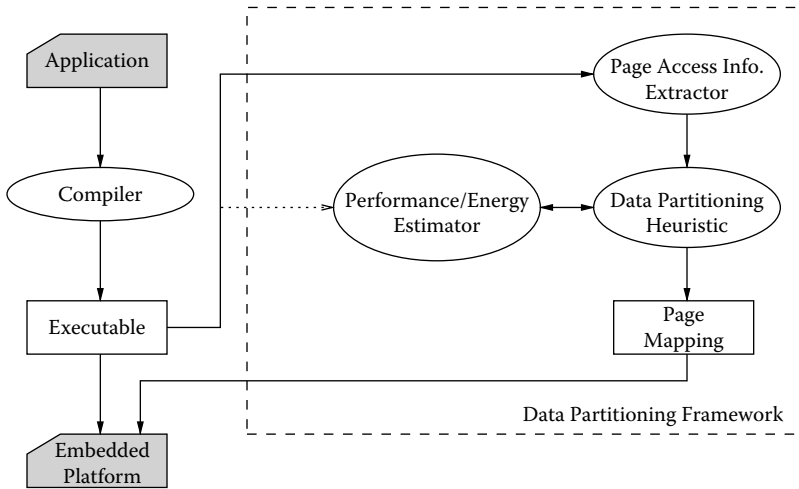 Application
Page Access Info.
Extractor
Compiler
Performance/Energy
Estimator
Data Partitioning
Heuristic
Executable
Page
Mapping
Data Partitioning Framework
Embedded
Platform